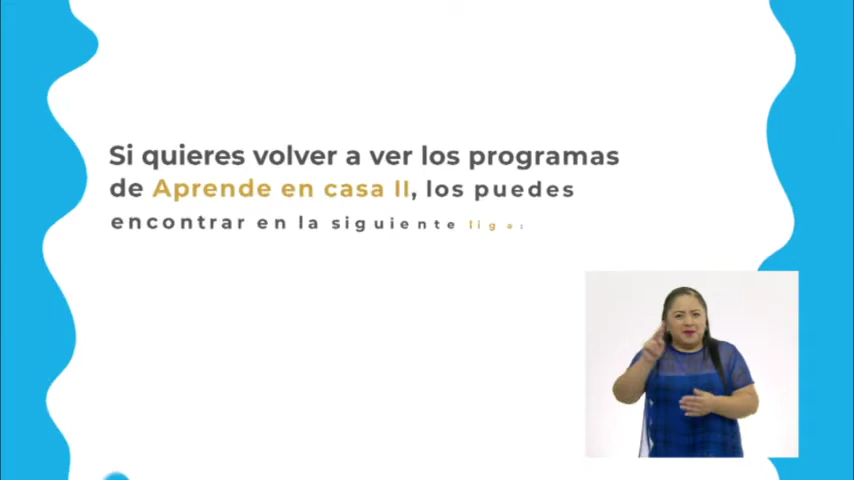 Si quieres volver a ver los programas
de Aprende en casa II, los puedes
encontrar en la siguiente liga: